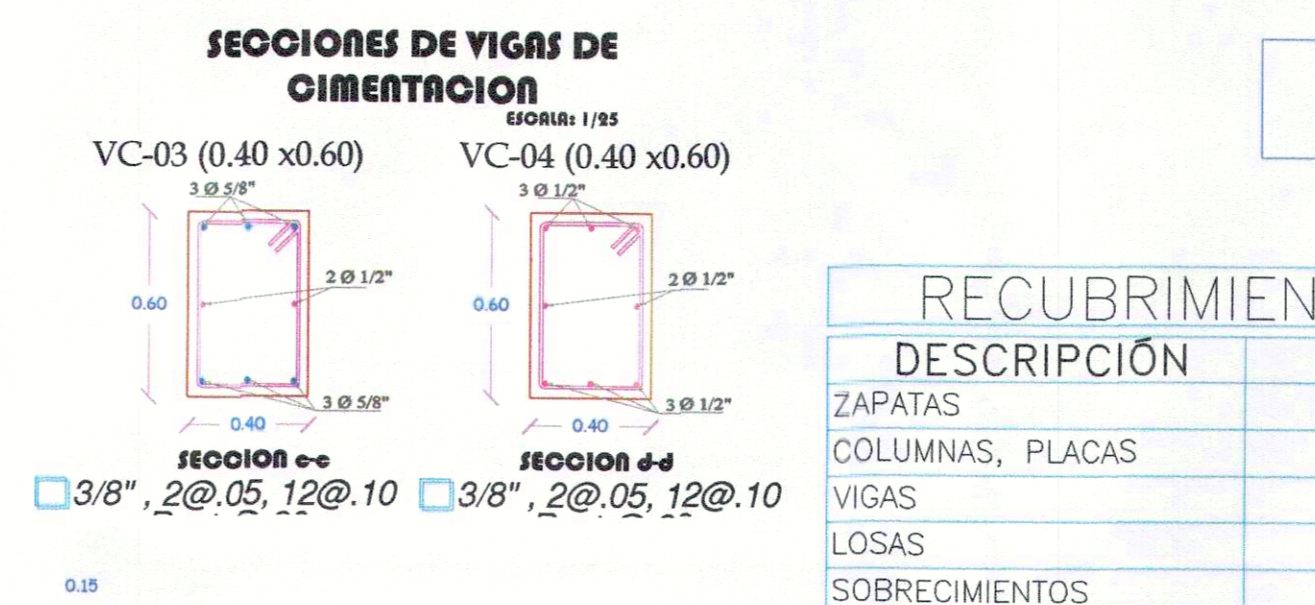 SECCIONES DE VIGAS DE
CIMENTACION
ESCALA: 1/25
VC-03 (0.40 x0.60)
3 Ø 5/8"
2 Ø 1/2"
0.60
3 Ø 5/8"
0.40
SECCION c-c
3/8" , 2@.05, 12@.10
VC-04 (0.40 x0.60)
3 Ø 1/2"
2 Ø 1/2"
0.60
3 Ø 1/2"
0.40
SECCION d-d
3/8" , 2@.05, 12@.10
0.15
DESCRIPCIÓN
ZAPATAS
COLUMNAS, PLACAS
VIGAS
LOSAS
SOBRECIMIENTOS